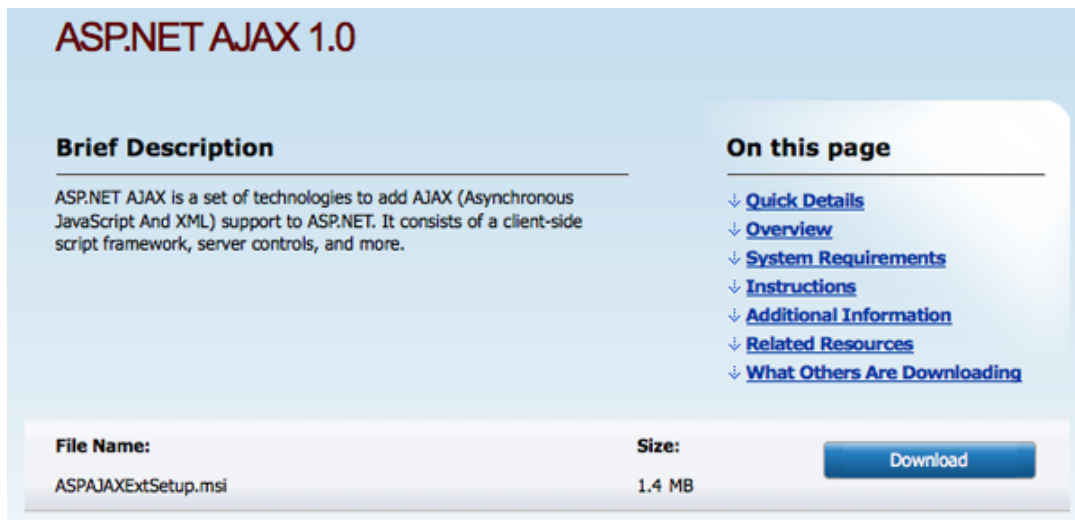 ASP.NET AJAX 1.0
Brief Description
ASP.NET AJAX is a set of technologies to add AJAX (Asynchronous
JavaScript And XML) support to ASP.NET. It consists of a client-side
script framework, server controls, and more.
On this page
Quick Details
Overview
System Requirements
Instructions
Additional Information
Related Resources
What Others Are Downloading
File Name:
ASPAJAXExtSetup.msi
Size:
1.4 MB
Download